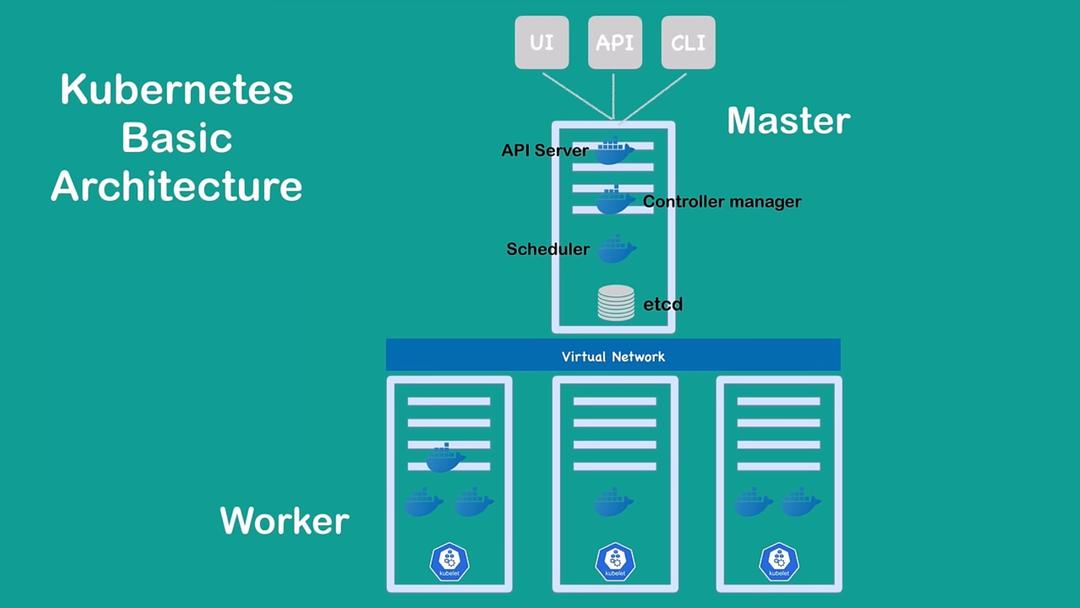 UI
API
CLI
Kubernetes
Basic
Architecture
Master
API Server
Controller manager
Scheduler
etcd
Virtual Network
Worker
kubelet
kubelet
kubelet